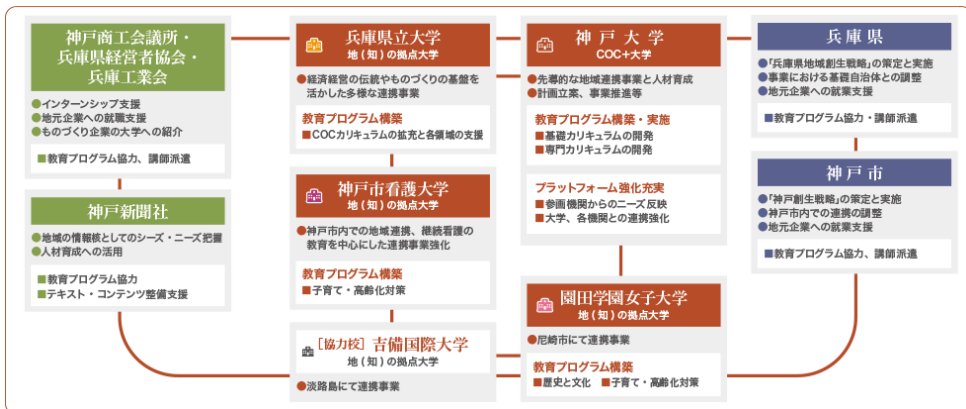 神戸商工会議所・
兵庫県経営者協会・
兵庫工業会
●インターンシップ支援
●地元企業への就職支援
●ものづくり企業の大学への紹介
■教育プログラム協力、講師派遣
神戸新聞社
●地域の情報核としてのシーズ・ニーズ把握
●人材育成への活用
■教育プログラム協力
■テキスト・コンテンツ整備支援
兵庫県立大学
地(知)の拠点大学
●経済経営の伝統やものづくりの基盤を
活かした多様な連携事業
教育プログラム構築
■COCカリキュラムの拡充と各領域の支援
神戸市看護大学
地(知)の拠点大学
●神戸市内での地域連携、継続看護の
教育を中心にした連携事業強化
教育プログラム構築
■子育て・高齢化対策
[協力校] 吉備国際大学
地(知)の拠点大学
●淡路島にて連携事業
神戸大学
COC+大学
●先導的な地域連携事業と人材育成
●計画立案、事業推進等
教育プログラム構築・実施
■基礎カリキュラムの開発
■専門カリキュラムの開発
プラットフォーム強化充実
■参画機関からのニーズ反映
■大学、各機関との連携強化
園田学園女子大学
地(知)の拠点大学
●尼崎市にて連携事業
教育プログラム構築
■歴史と文化 ■子育て・高齢化対策
兵庫県
●「兵庫県地域創生戦略」の策定と実施
●事業における基礎自治体との調整
●地元企業への就業支援
■教育プログラム協力・講師派遣
神戸市
●「神戸創生戦略」の策定と実施
●神戸市内での連携の調整
●地元企業への就業支援
■教育プログラム協力、講師派遣